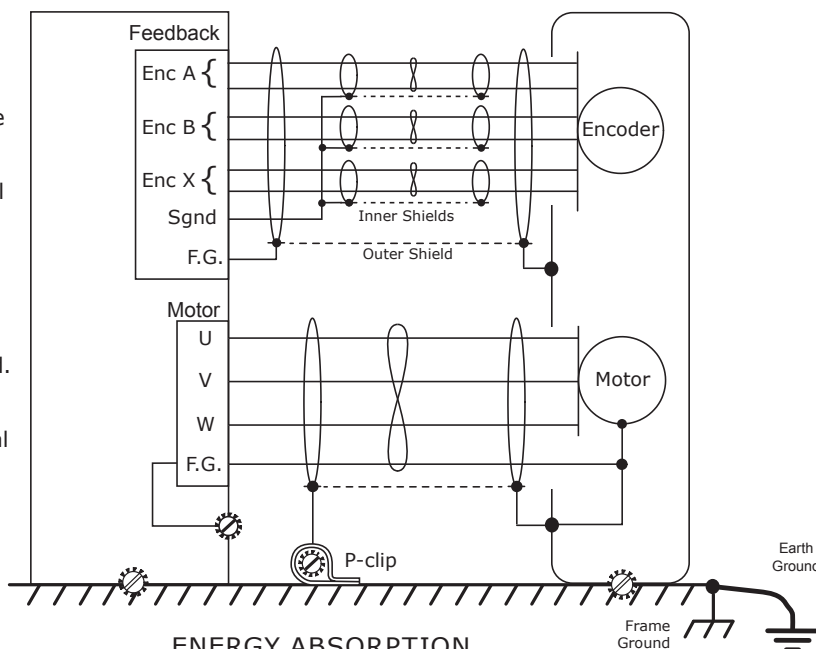 Feedback
Enc A {
Enc B {
Encoder
Enc X {
Sgnd
Inner Shields
F.G.
Outer Shield
Motor
U
V
Motor
W
F.G.
P-clip
Earth
Ground
Frame
Ground
ENERGY ABSORPTION